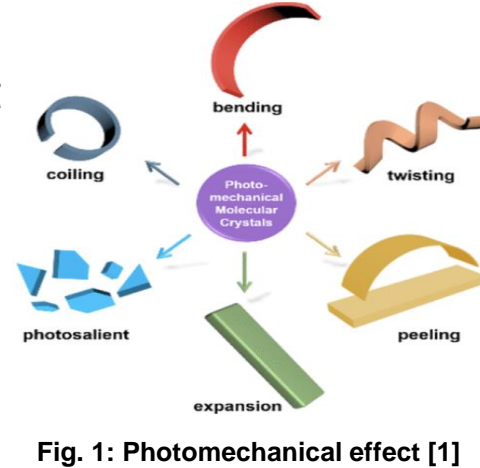 bending
coiling
twisting
Photo-
mechanical
Molecular
Crystals
photosalient
peeling
expansion
Fig. 1: Photomechanical effect [1]